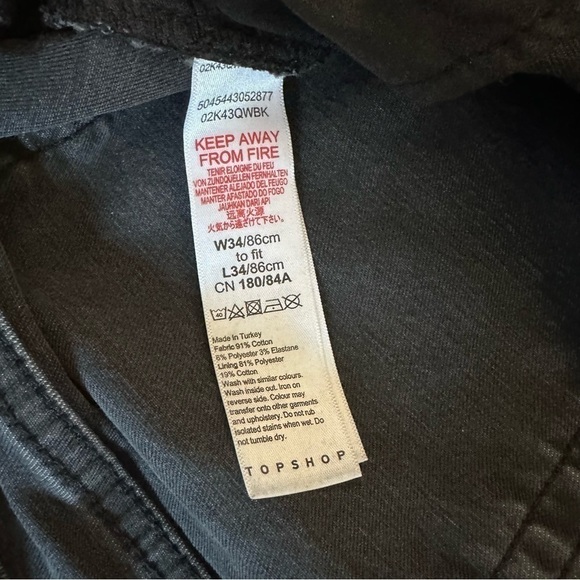 02K43QWBK
5045443052877
02K43QWBK
KEEP AWAY
FROM FIRE
TENIR ELOIGNE DU FEU
VON ZUNDQUELLEN FERNHALTEN
MANTENER ALEJADO DEL FUEGO
MANTER AFASTADO DO FOGO
JAUHKAN DARI API
远离火源
火気から遠ざけて下さい。
W34/86cm
to fit
L34/86cm
CN 180/84A
40
Made in Turkey
Fabric 91% Cotton
6% Polyester 3% Elastane
Lining 81% Polyester
19% Cotton
Wash with similar colours.
Wash inside out. Iron on
reverse side. Colour may
transfer onto other garments
and upholstery. Do not rub
isolated stains when wet. Do
not tumble dry.
TOPSHOP